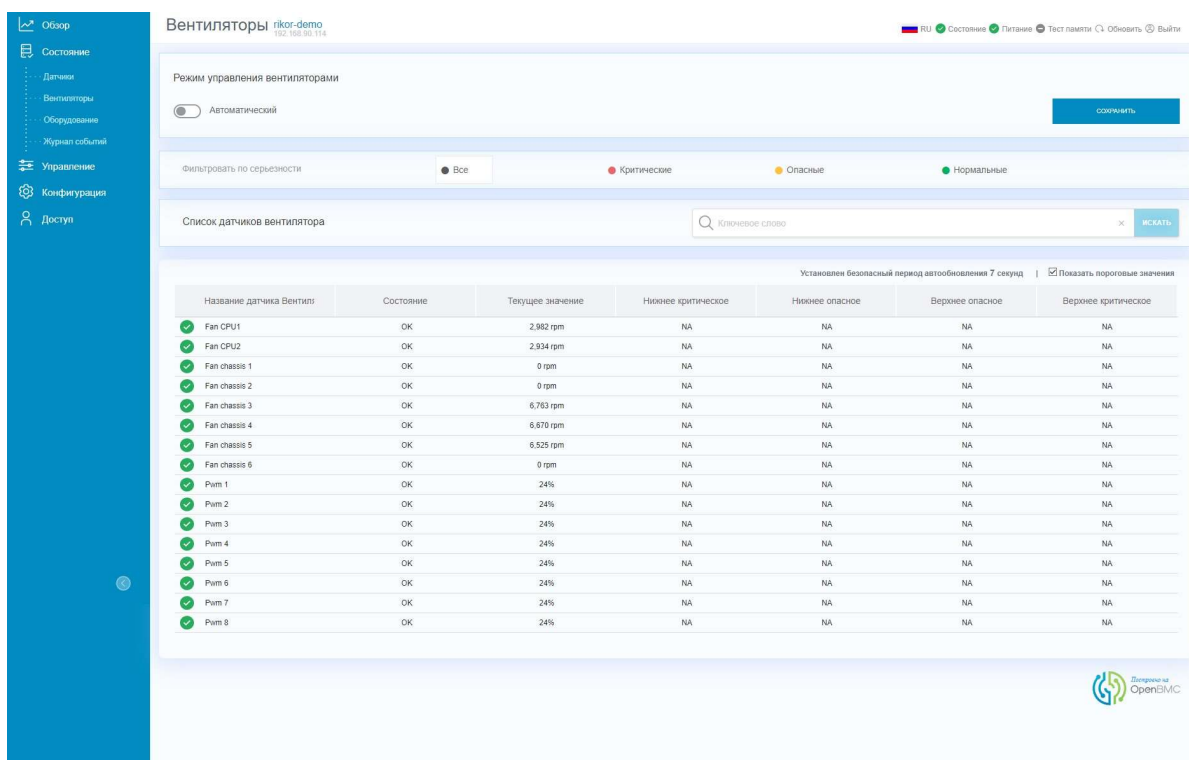 Обзор
Состояние
Датчики
Вентиляторы
Оборудование
Журнал событий
Управление
Конфигурация
Доступ
Вентиляторы rikor-demo
192.168.90.114
RU Состояние Питание Тест памяти Обновить Выйти
Режим управления вентиляторами
Автоматический
СОХРАНИТЬ
Фильтровать по серьезности Все Критические Опасные Нормальные
Список датчиков вентилятора Ключевое слово × ИСКАТЬ
Установлен безопасный период автообновления 7 секунд | Показать пороговые значения
Название датчика Вентиля Состояние Текущее значение Нижнее критическое Нижнее опасное Верхнее опасное Верхнее критическое
Fan CPU1 OK 2,982 rpm NA NA NA NA
Fan CPU2 OK 2,934 rpm NA NA NA NA
Fan chassis 1 OK 0 rpm NA NA NA NA
Fan chassis 2 OK 0 rpm NA NA NA NA
Fan chassis 3 OK 6,763 rpm NA NA NA NA
Fan chassis 4 OK 6,670 rpm NA NA NA NA
Fan chassis 5 OK 6,525 rpm NA NA NA NA
Fan chassis 6 OK 0 rpm NA NA NA NA
Pwm 1 OK 24% NA NA NA NA
Pwm 2 OK 24% NA NA NA NA
Pwm 3 OK 24% NA NA NA NA
Pwm 4 OK 24% NA NA NA NA
Pwm 5 OK 24% NA NA NA NA
Pwm 6 OK 24% NA NA NA NA
Pwm 7 OK 24% NA NA NA NA
Pwm 8 OK 24% NA NA NA NA
Построено на
OpenBMC